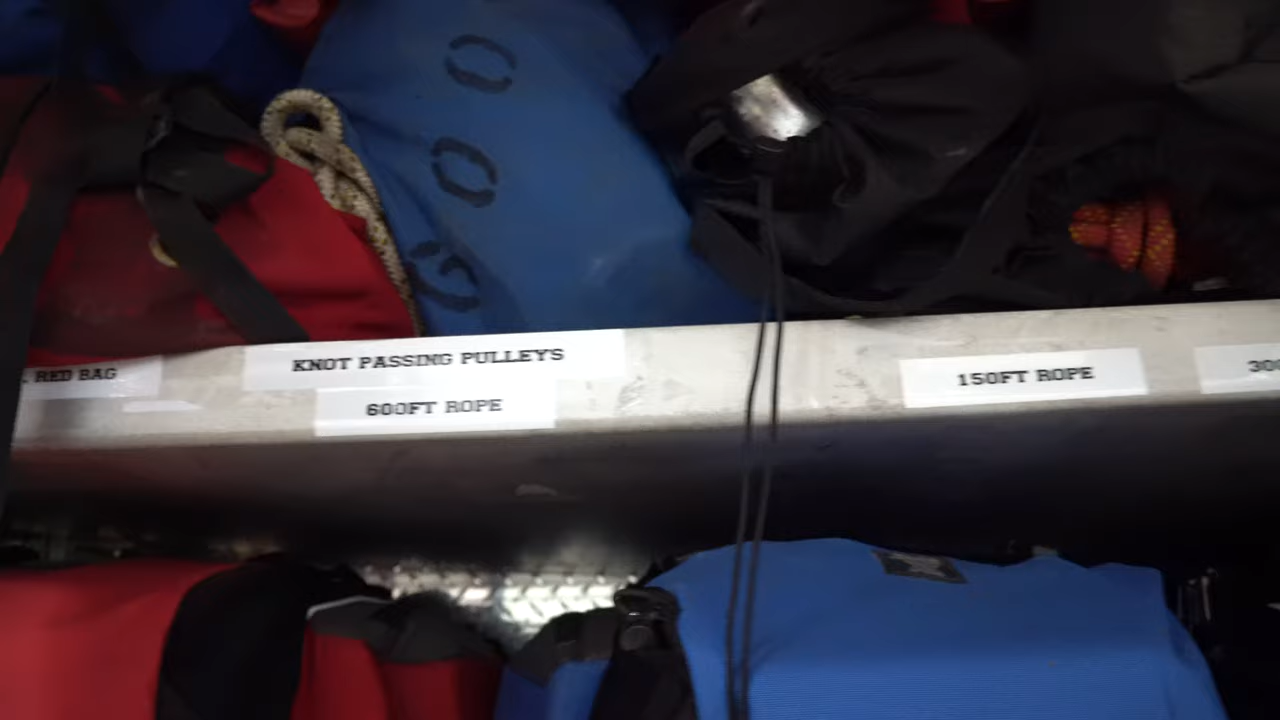 . RED BAG
KNOT PASSING PULLEYS
600FT ROPE
150FT ROPE